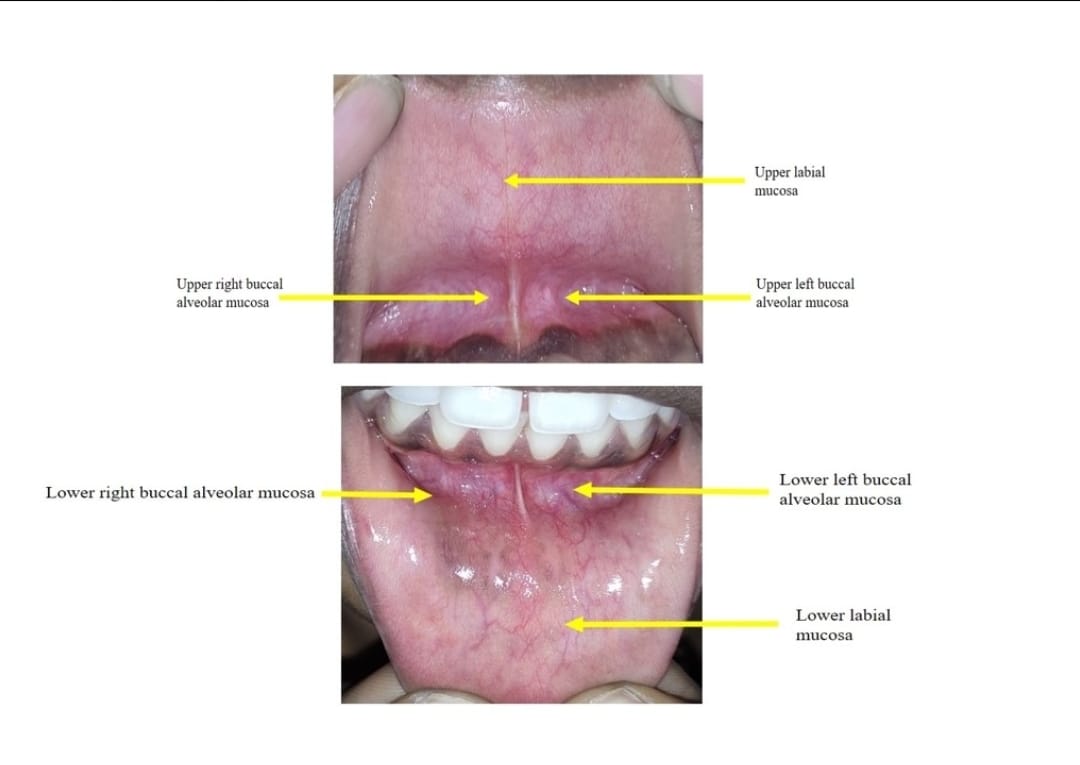 Upper labial
mucosa
Upper right buccal
alveolar mucosa
Upper left buccal
alveolar mucosa
Lower right buccal alveolar mucosa
Lower left buccal
alveolar mucosa
Lower labial
mucosa